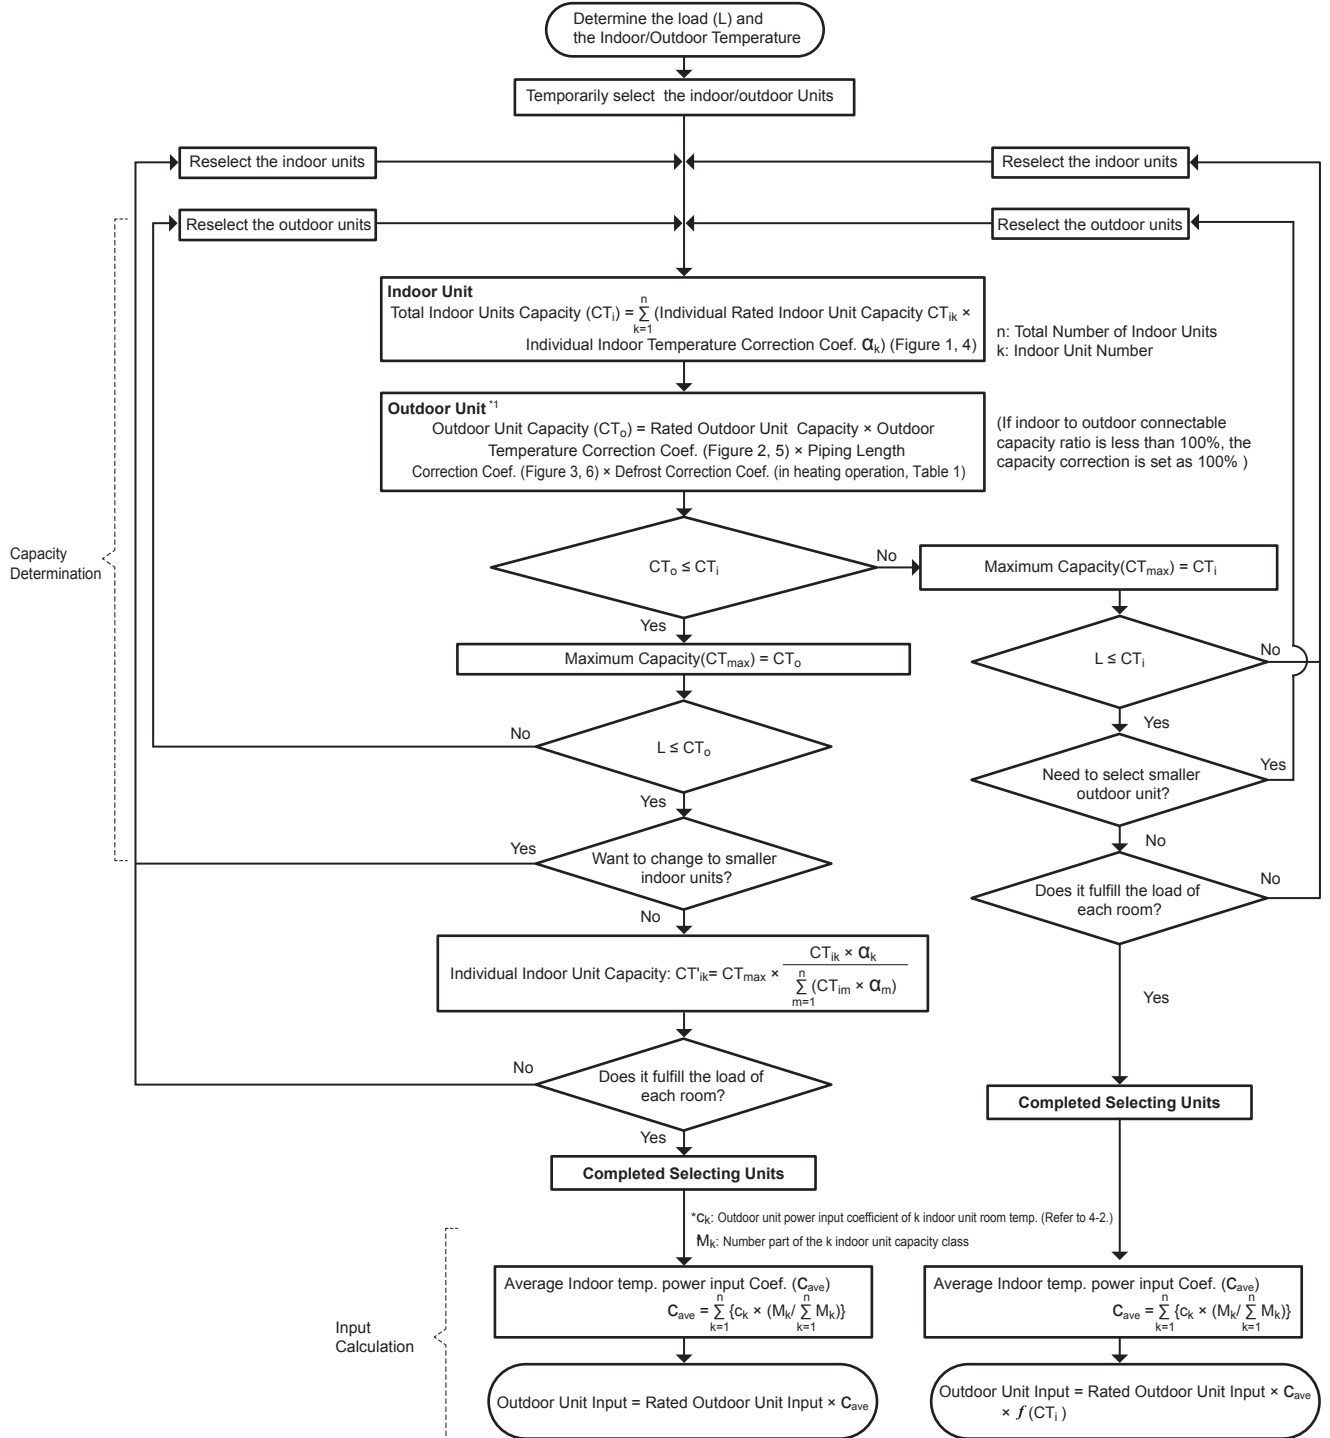 Determine the load (L) and
the Indoor/Outdoor Temperature
Temporarily select the indoor/outdoor Units
Reselect the indoor units
Reselect the indoor units
Reselect the outdoor units
Reselect the outdoor units
Indoor Unit
Total Indoor Units Capacity (CTi) = n∑k=1 (Individual Rated Indoor Unit Capacity CTik ×
Individual Indoor Temperature Correction Coef. αk) (Figure 1, 4)
n: Total Number of Indoor Units
k: Indoor Unit Number
Outdoor Unit *1
Outdoor Unit Capacity (CTo) = Rated Outdoor Unit Capacity × Outdoor
Temperature Correction Coef. (Figure 2, 5) × Piping Length
Correction Coef. (Figure 3, 6) × Defrost Correction Coef. (in heating operation, Table 1)
(If indoor to outdoor connectable
capacity ratio is less than 100%, the
capacity correction is set as 100% )
Capacity
Determination
CTo ≤ CTi
No
Maximum Capacity(CTmax) = CTi
Yes
Maximum Capacity(CTmax) = CTo
L ≤ CTi
No
Yes
No
L ≤ CTo
Need to select smaller
outdoor unit?
Yes
Yes
No
Yes
Want to change to smaller
indoor units?
No
Does it fulfill the load of
each room?
No
Individual Indoor Unit Capacity: CT'ik= CTmax × CTik × αk / n∑m=1 (CTim × αm)
Yes
No
Does it fulfill the load of
each room?
Yes
Completed Selecting Units
Completed Selecting Units
*ck: Outdoor unit power input coefficient of k indoor unit room temp. (Refer to 4-2.)
Mk: Number part of the k indoor unit capacity class
Input
Calculation
Average Indoor temp. power input Coef. (Cave)
Cave = n∑k=1 {ck × (Mk/ n∑k=1 Mk)}
Average Indoor temp. power input Coef. (Cave)
Cave = n∑k=1 {ck × (Mk/ n∑k=1 Mk)}
Outdoor Unit Input = Rated Outdoor Unit Input × Cave
Outdoor Unit Input = Rated Outdoor Unit Input × Cave
× f (CTi )